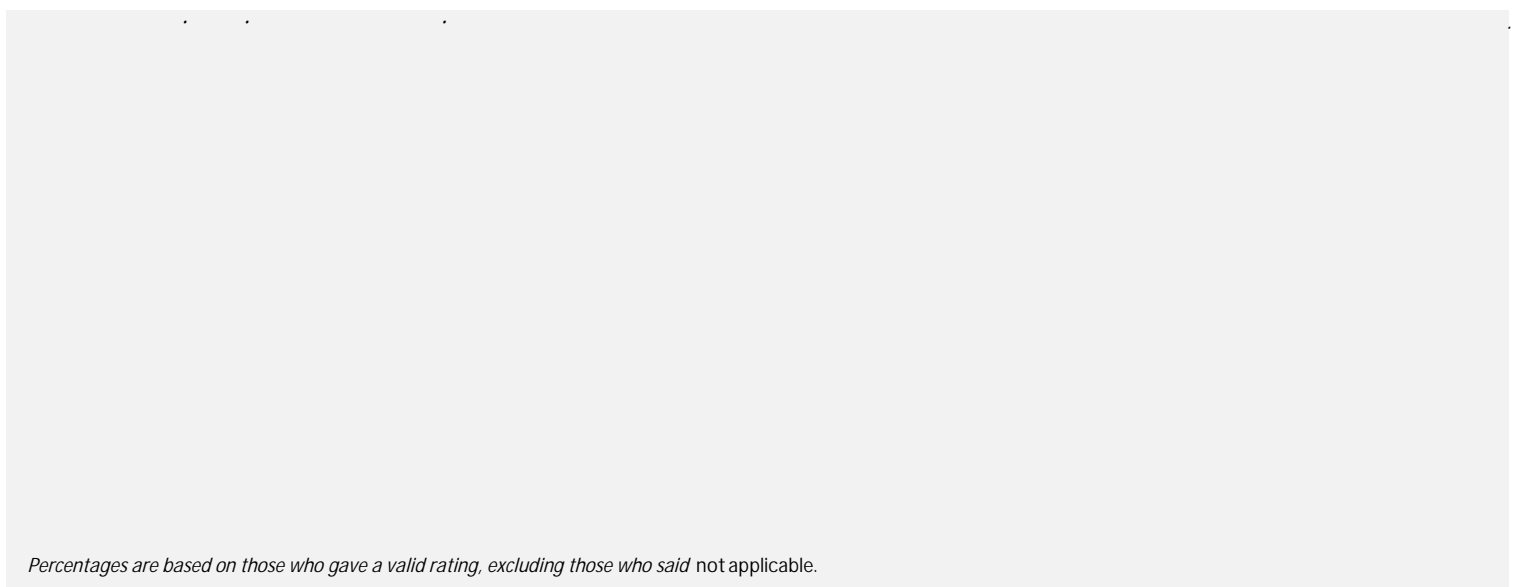 Percentages are based on those who gave a valid rating, excluding those who said not applicable.